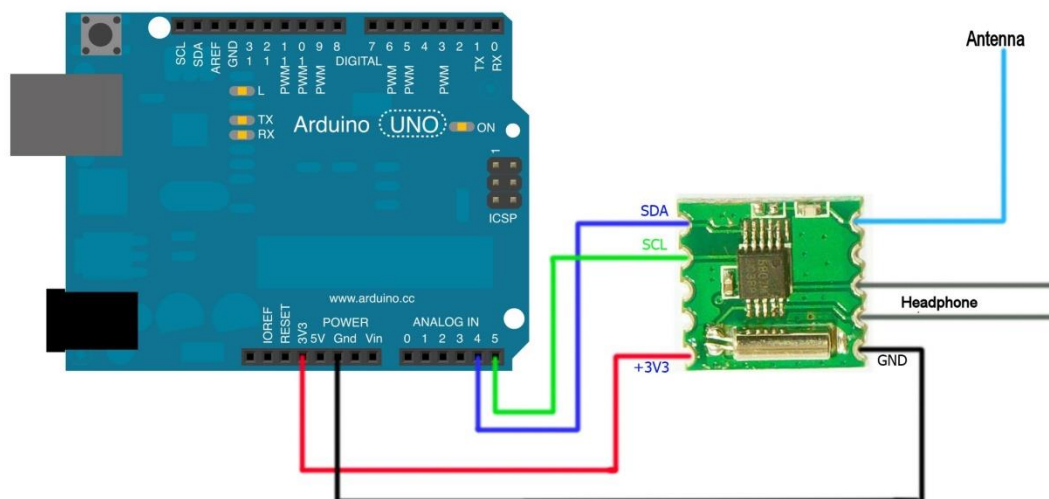 SCL
SDA
AREF
GND
13
12
PWM 11
PWM 10
PWM 9
8
DIGITAL
7
PWM 6
PWM 5
4
PWM 3
2
TX 1
RX 0
L
TX
RX
Arduino UNO
ON
1
ICSP
www.arduino.cc
POWER
ANALOG IN
IOREF
RESET
3V3
5V
Gnd
Vin
0 1 2 3 4 5
Antenna
SDA
SCL
Headphone
+3V3
GND